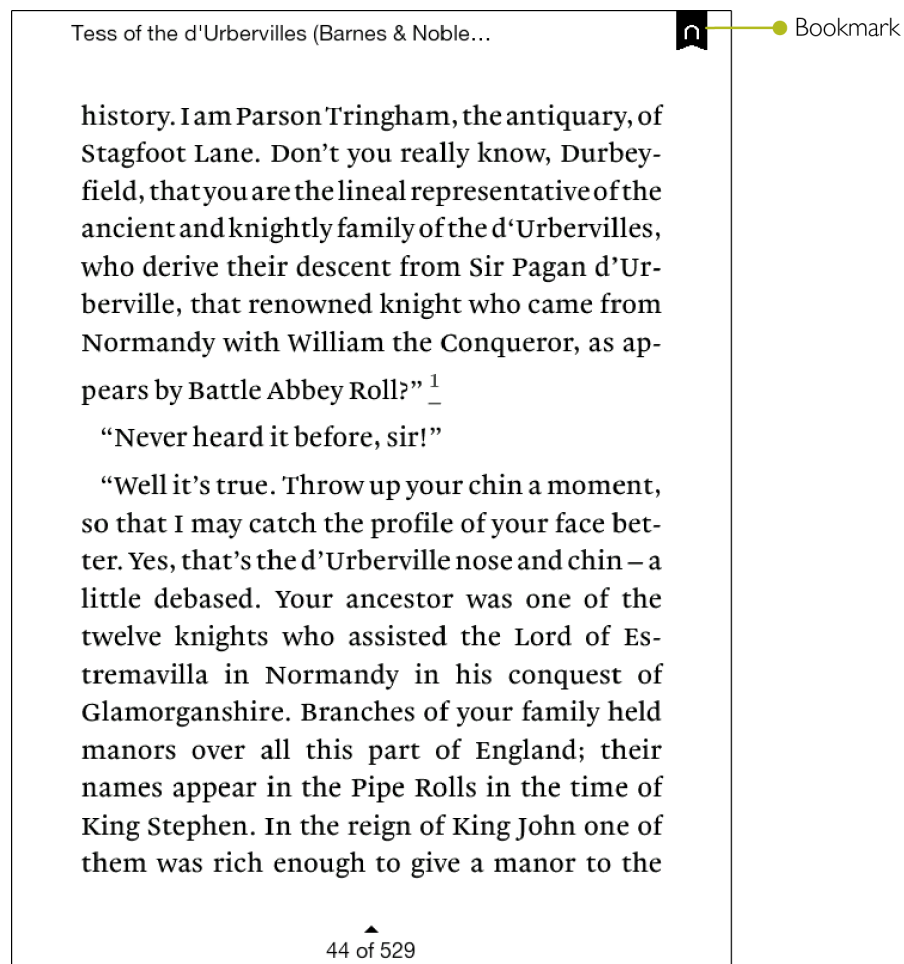 Tess of the d'Urbervilles (Barnes & Noble...
Bookmark
history. I am Parson Tringham, the antiquary, of
Stagfoot Lane. Don’t you really know, Durbey-
field, that you are the lineal representative of the
ancient and knightly family of the d‘Urbervilles,
who derive their descent from Sir Pagan d’Ur-
berville, that renowned knight who came from
Normandy with William the Conqueror, as ap-
pears by Battle Abbey Roll?” 1
“Never heard it before, sir!”
“Well it’s true. Throw up your chin a moment,
so that I may catch the profile of your face bet-
ter. Yes, that’s the d’Urberville nose and chin – a
little debased. Your ancestor was one of the
twelve knights who assisted the Lord of Es-
tremavilla in Normandy in his conquest of
Glamorganshire. Branches of your family held
manors over all this part of England; their
names appear in the Pipe Rolls in the time of
King Stephen. In the reign of King John one of
them was rich enough to give a manor to the
44 of 529